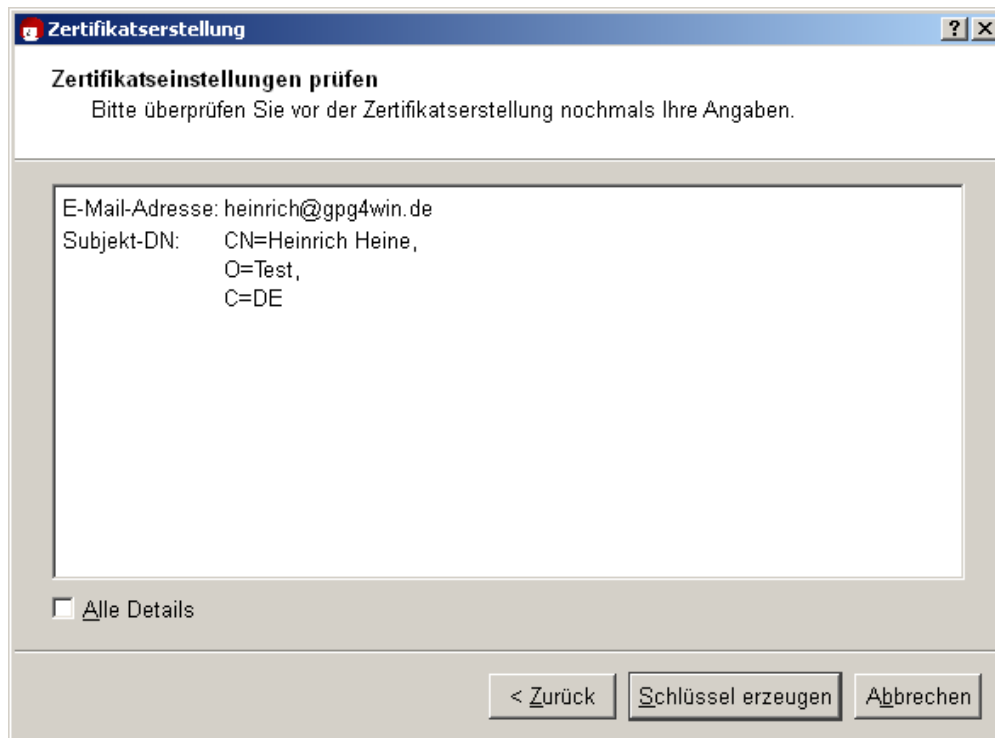 Zertifikatserstellung
Zertifikatseinstellungen prüfen
Bitte überprüfen Sie vor der Zertifikatserstellung nochmals Ihre Angaben.
E-Mail-Adresse: heinrich@gpg4win.de
Subjekt-DN: CN=Heinrich Heine,
O=Test,
C=DE
Alle Details
< Zurück Schlüssel erzeugen Abbrechen